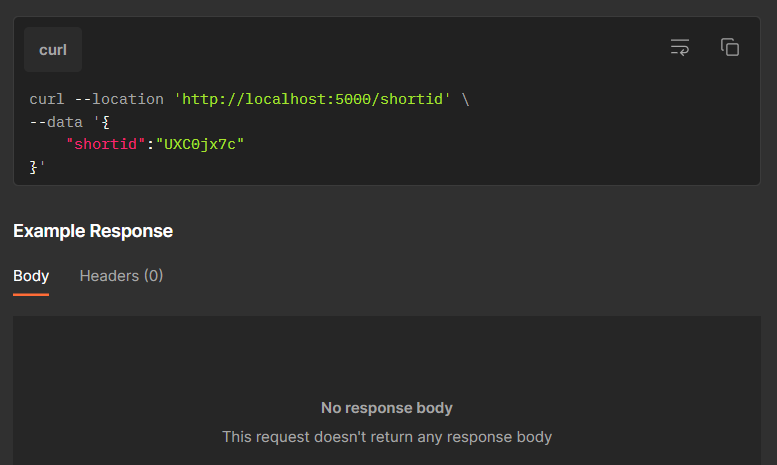 curl
curl --location 'http://localhost:5000/shortid' \
--data '{
    "shortid":"UXC0jx7c"
}'
Example Response
Body Headers (0)
No response body
This request doesn't return any response body